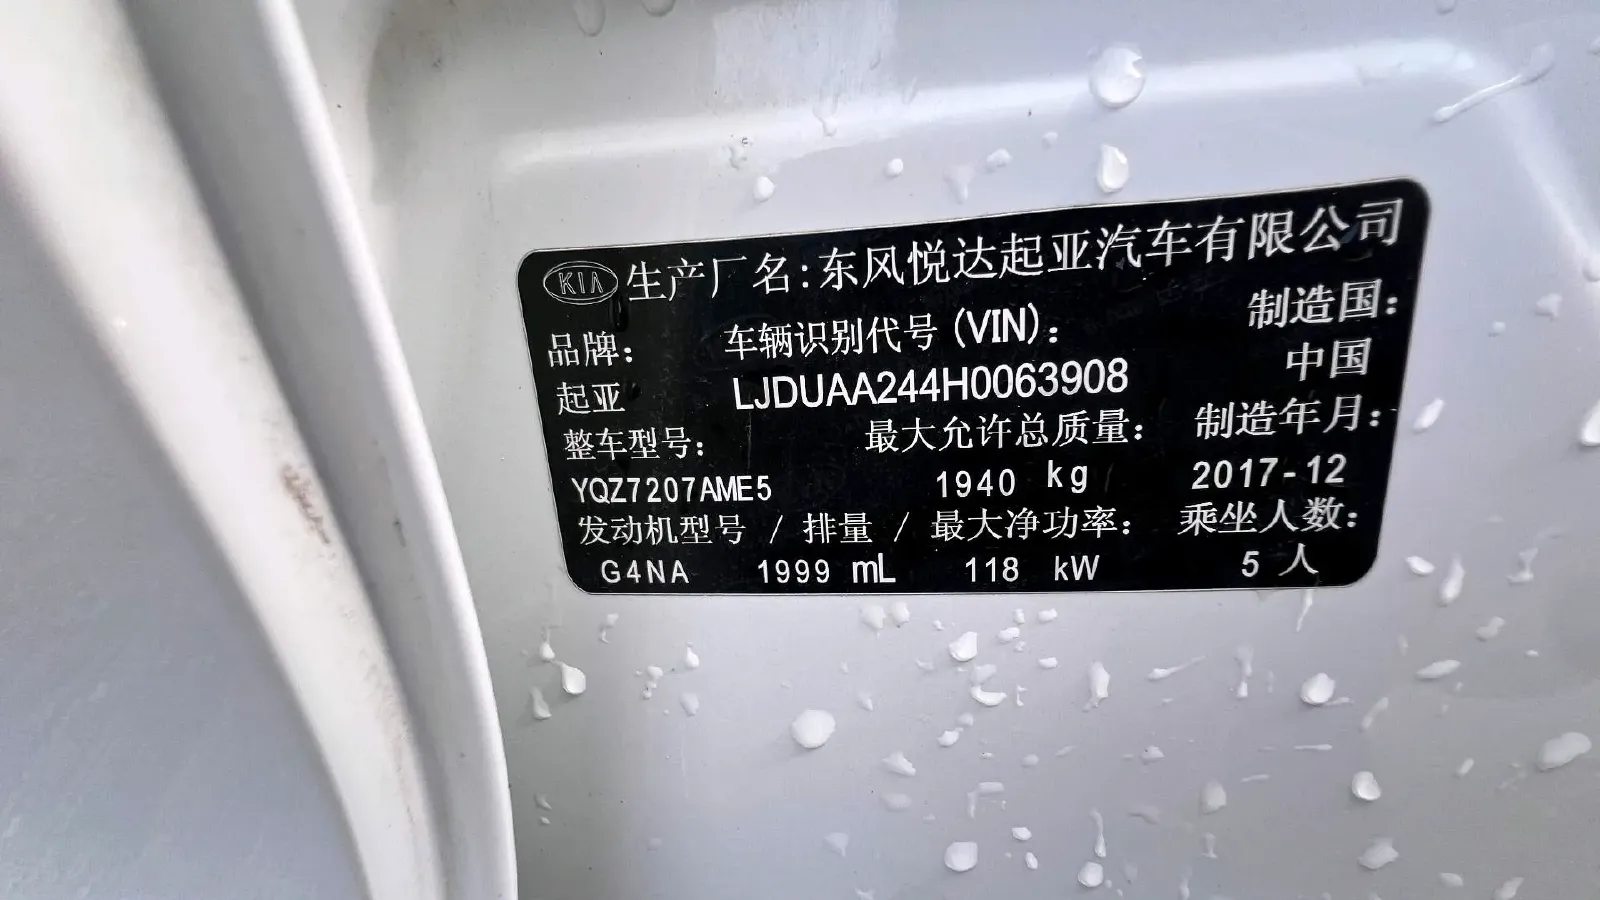 KIA 生产厂名:东风悦达起亚汽车有限公司
品牌: 车辆识别代号(VIN): 制造国:
起亚 LJDUAA244H0063908 中国
整车型号: 最大允许总质量: 制造年月:
YQZ7207AME5 1940 kg 2017-12
发动机型号 / 排量 / 最大净功率: 乘坐人数:
G4NA 1999 mL 118 kW 5 人